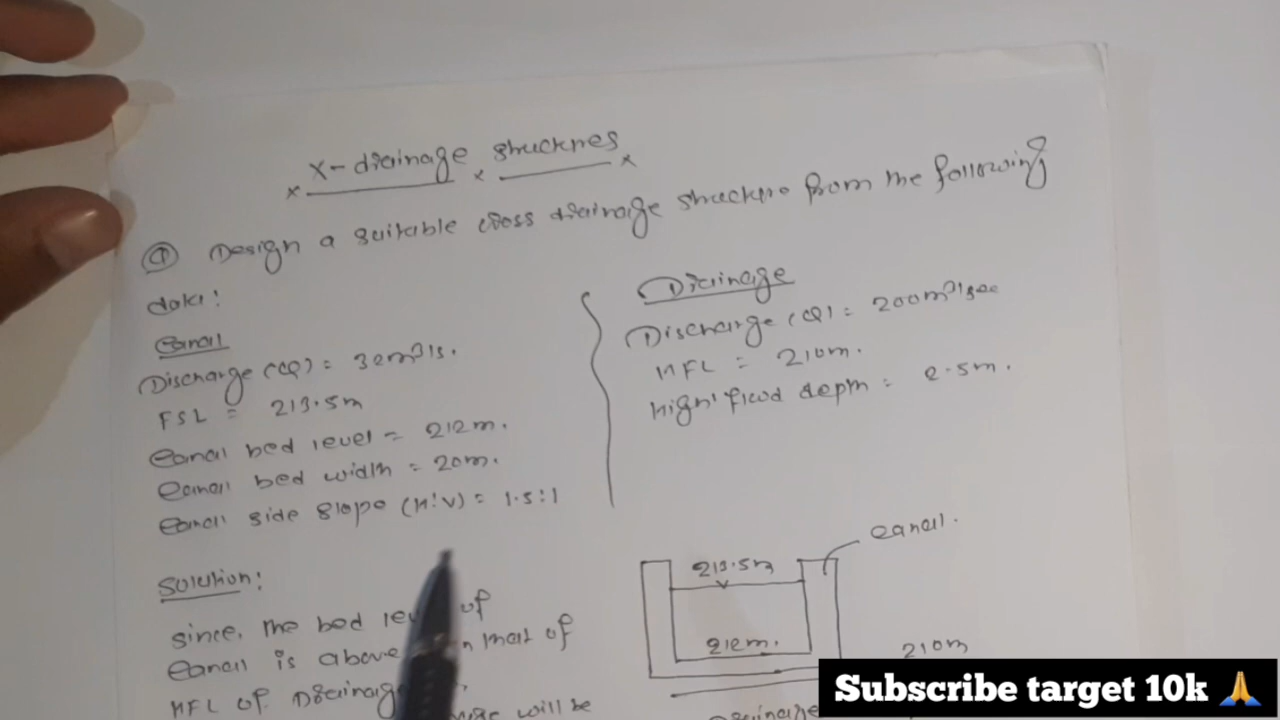 X-drainage structures
① Design a suitable cross drainage structure from the following
data:
Canal
Discharge (Q) = 32m³/s.
FSL = 213.5m
Canal bed level = 212m.
Canal bed width = 20m.
Canal side slope (H:V) = 1.5:1
Drainage
Discharge (Q) = 200m³/sec
HFL = 210m.
High flood depth = 2.5m.
Solution:
since, the bed of
canal is above that of
HFL of Drainage
will be
canal.
213.5m
212m.
210m
Drainage
Subscribe target 10k 🙏